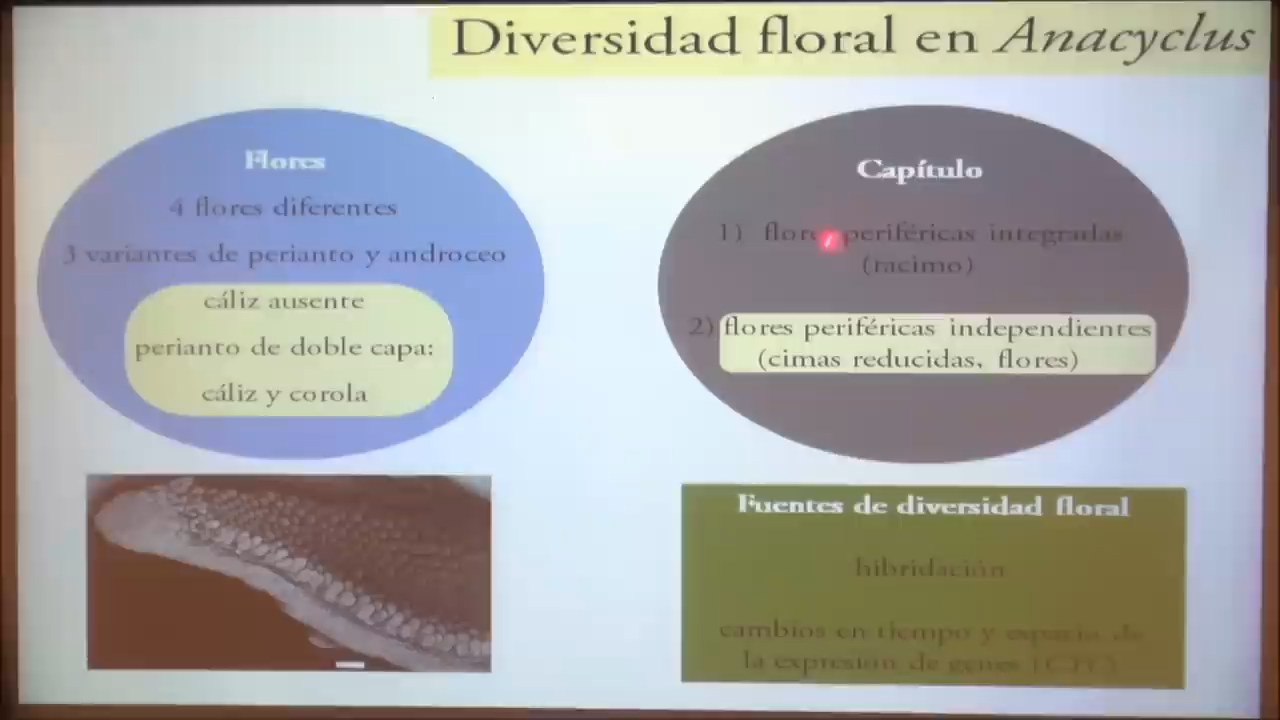 Diversidad floral en Anacyclus
Flores
4 flores diferentes
3 variantes de perianto y androceo
cáliz ausente
perianto de doble capa:
cáliz y corola
Capítulo
1) flores periféricas integradas
(racimo)
2) flores periféricas independientes
(cimas reducidas, flores)
Fuentes de diversidad floral
hibridación
cambios en tiempo y espacio de
la expresión de genes